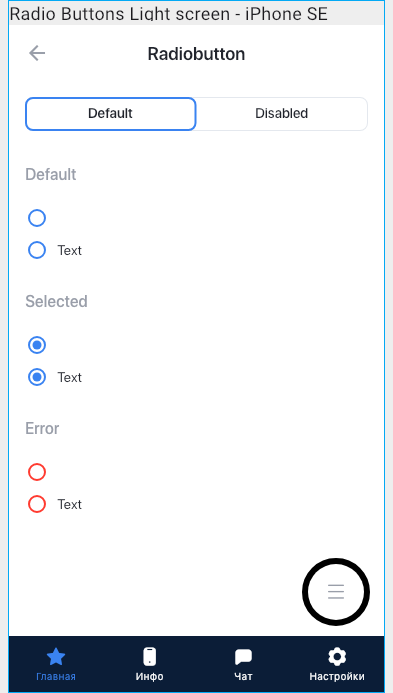 Radio Buttons Light screen - iPhone SE
Radiobutton
Default Disabled
Default
Text
Selected
Text
Error
Text
Главная Инфо Чат Настройки